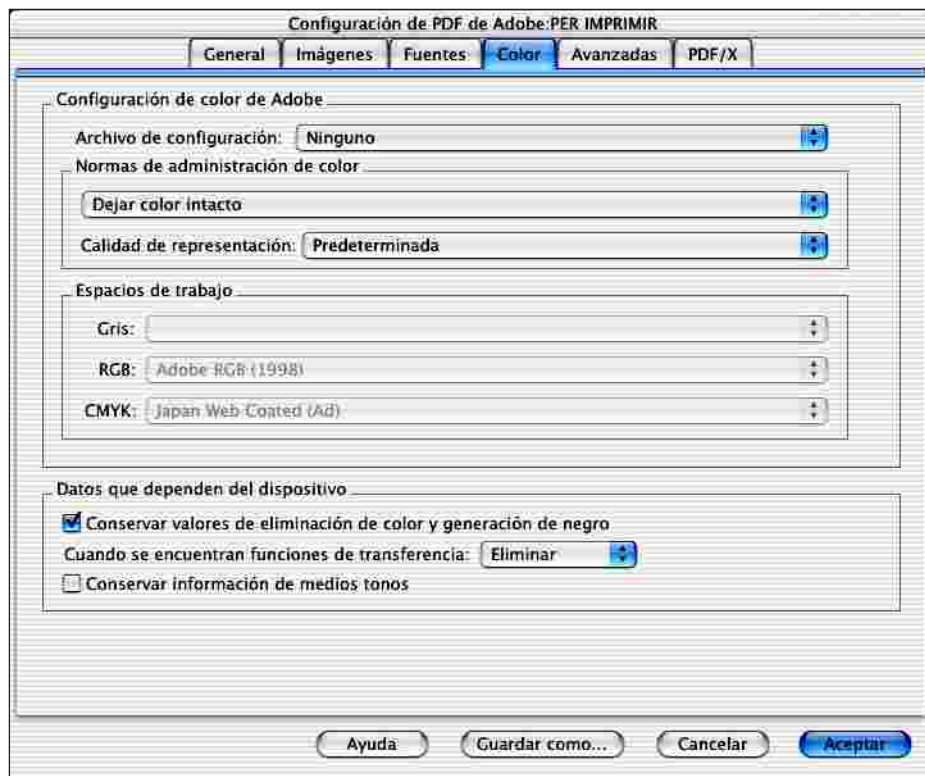 Configuración de PDF de Adobe:PER IMPRIMIR
General Imágenes Fuentes Color Avanzadas PDF/X
Configuración de color de Adobe
Archivo de configuración: Ninguno
Normas de administración de color
Dejar color intacto
Calidad de representación: Predeterminada
Espacios de trabajo
Gris:
RGB: Adobe RGB (1998)
CMYK: Japan Web Coated (Ad)
Datos que dependen del dispositivo
Conservar valores de eliminación de color y generación de negro
Cuando se encuentran funciones de transferencia: Eliminar
Conservar información de medios tonos
Ayuda Guardar como... Cancelar Aceptar